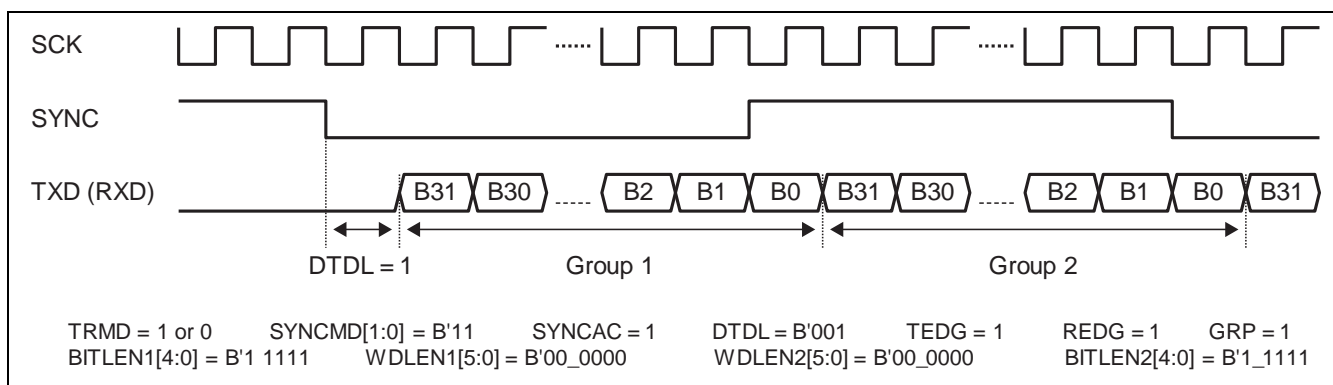 SCK
SYNC
TXD (RXD) B31 B30 B2 B1 B0 B31 B30 B2 B1 B0 B31
DTDL = 1 Group 1 Group 2
TRMD = 1 or 0 SYNCMD[1:0] = B'11 SYNCAC = 1 DTDL = B'001 TEDG = 1 REDG = 1 GRP = 1
BITLEN1[4:0] = B'1 1111 WDLEN1[5:0] = B'00_0000 WDLEN2[5:0] = B'00_0000 BITLEN2[4:0] = B'1_1111